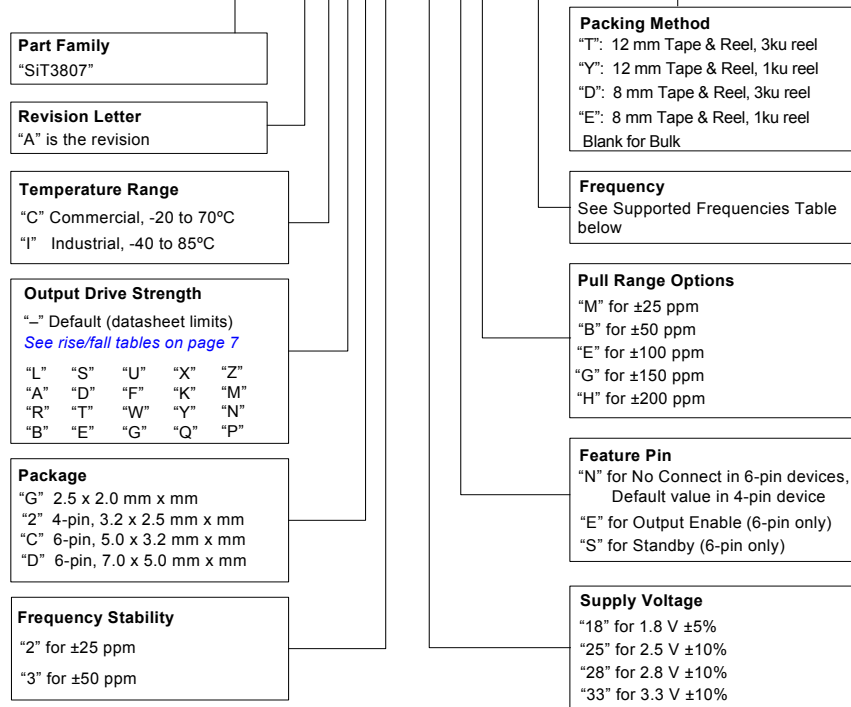 Part Family
“SiT3807”
Revision Letter
“A” is the revision
Temperature Range
“C” Commercial, -20 to 70ºC
“I” Industrial, -40 to 85ºC
Output Drive Strength
“–” Default (datasheet limits)
See rise/fall tables on page 7
“L” “S” “U” “X” “Z”
“A” “D” “F” “K” “M”
“R” “T” “W” “Y” “N”
“B” “E” “G” “Q” “P”
Package
“G” 2.5 x 2.0 mm x mm
“2” 4-pin, 3.2 x 2.5 mm x mm
“C” 6-pin, 5.0 x 3.2 mm x mm
“D” 6-pin, 7.0 x 5.0 mm x mm
Frequency Stability
“2” for ±25 ppm
“3” for ±50 ppm
Packing Method
“T”: 12 mm Tape & Reel, 3ku reel
“Y”: 12 mm Tape & Reel, 1ku reel
“D”: 8 mm Tape & Reel, 3ku reel
“E”: 8 mm Tape & Reel, 1ku reel
Blank for Bulk
Frequency
See Supported Frequencies Table
below
Pull Range Options
“M” for ±25 ppm
“B” for ±50 ppm
“E” for ±100 ppm
“G” for ±150 ppm
“H” for ±200 ppm
Feature Pin
“N” for No Connect in 6-pin devices,
Default value in 4-pin device
“E” for Output Enable (6-pin only)
“S” for Standby (6-pin only)
Supply Voltage
“18” for 1.8 V ±5%
“25” for 2.5 V ±10%
“28” for 2.8 V ±10%
“33” for 3.3 V ±10%